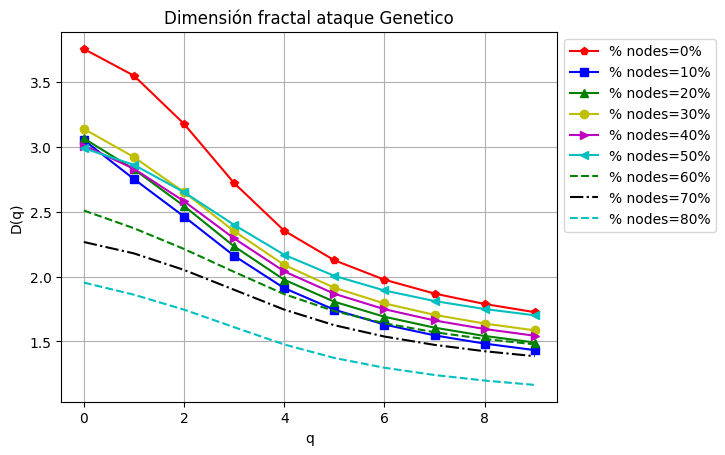 Dimensión fractal ataque Genetico
D(q)
3.5
3.0
2.5
2.0
1.5
0
2
4
6
8
q
% nodes=0%
% nodes=10%
% nodes=20%
% nodes=30%
% nodes=40%
% nodes=50%
% nodes=60%
% nodes=70%
% nodes=80%